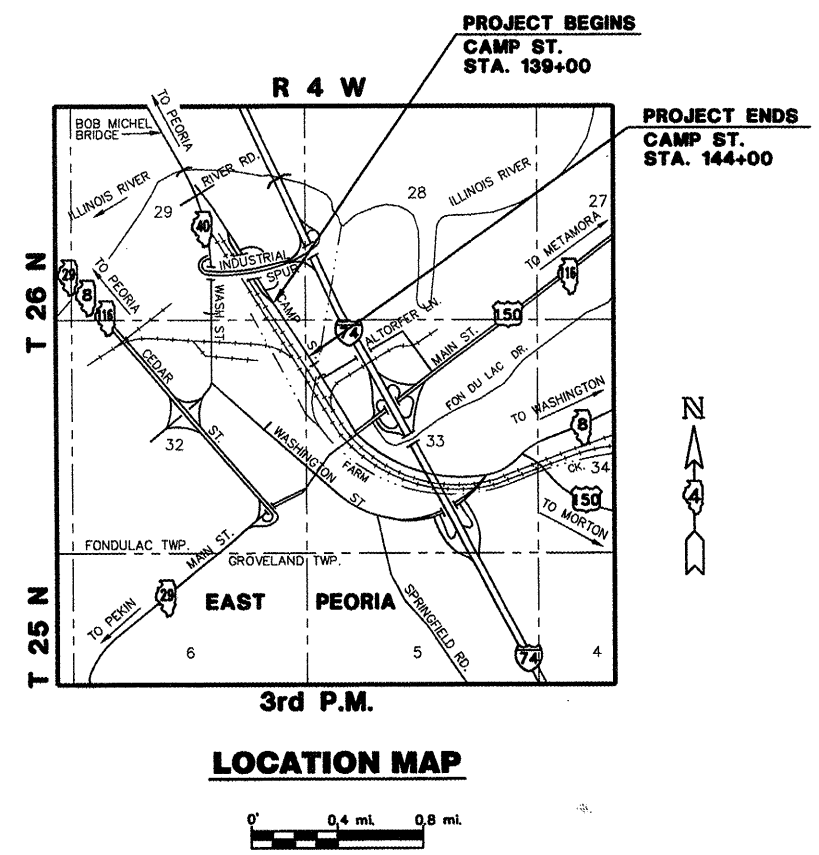 PROJECT BEGINS
CAMP ST.
STA. 139+00
R 4 W
PROJECT ENDS
CAMP ST.
STA. 144+00
TO PEORIA
BOB MICHEL
BRIDGE
RIVER RD.
ILLINOIS RIVER
29
28
ILLINOIS RIVER
27
40
TO METAMORA
INDUSTRIAL
SPUR
T 26 N
29
8
116
TO PEORIA
116
WASH ST.
CAMP
ST.
150
74
ALTORFER LN.
MAIN ST.
CEDAR
ST.
FON DU LAC DR.
TO WASHINGTON
8
N
32
WASHINGTON
ST
FARM
33
CK.
34
150
4
TO MORTON
FONDULAC TWP.
MAIN ST.
GROVELAND TWP.
T 25 N
29
EAST PEORIA
TO PEKIN
SPRINGFIELD RD.
6
5
74
4
3rd P.M.
LOCATION MAP
0' 0.4 mi. 0.8 mi.